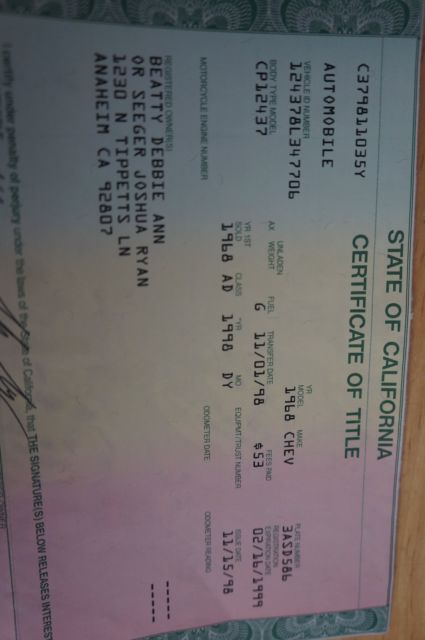 STATE OF CALIFORNIA
CERTIFICATE OF TITLE
C379811035Y
AUTOMOBILE
VEHICLE ID NUMBER YR MODEL MAKE PLATE NUMBER
124378L347706 1968 CHEV 3ASD586
BODY TYPE MODEL AX UNLADEN WEIGHT FUEL TRANSFER DATE FEES PAID REGISTRATION EXPIRATION DATE
CP12437 G 11/01/98 $53 02/16/1999
YR 1ST SOLD CLASS *YR MO EQUIPMT/TRUST NUMBER ISSUE DATE
1968 AD 1998 DY 11/15/98
MOTORCYCLE ENGINE NUMBER ODOMETER DATE ODOMETER READING
REGISTERED OWNER(S)
BEATTY DEBBIE ANN -----
OR SEEGER JOSHUA RYAN -----
1230 N TIPPETTS LN
ANAHEIM CA 92807
I certify under penalty of perjury under the laws of the State of California, that THE SIGNATURE(S) BELOW RELEASES INTEREST